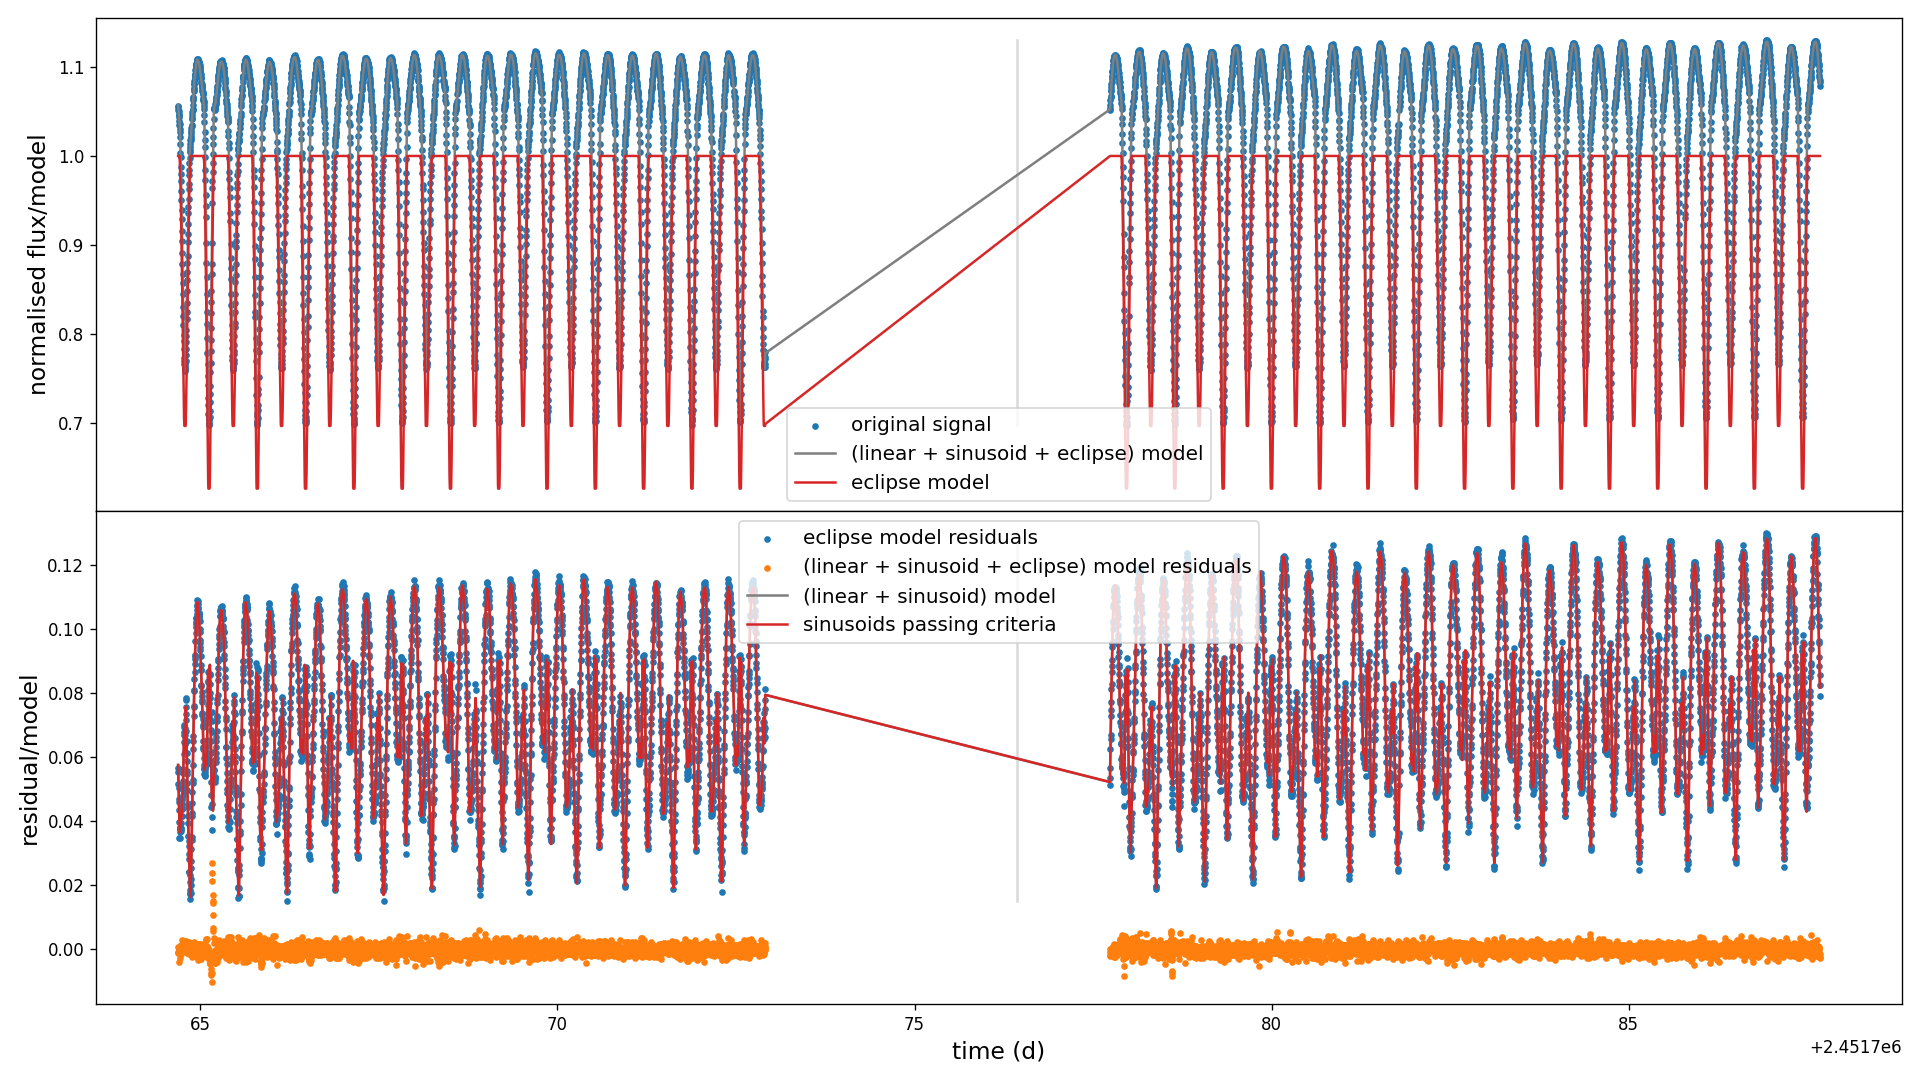 normalised flux/model
1.1
1.0
0.9
0.8
0.7
original signal
(linear + sinusoid + eclipse) model
eclipse model
residual/model
0.12
0.10
0.08
0.06
0.04
0.02
0.00
eclipse model residuals
(linear + sinusoid + eclipse) model residuals
(linear + sinusoid) model
sinusoids passing criteria
65
70
75
80
85
time (d)
+2.4517e6